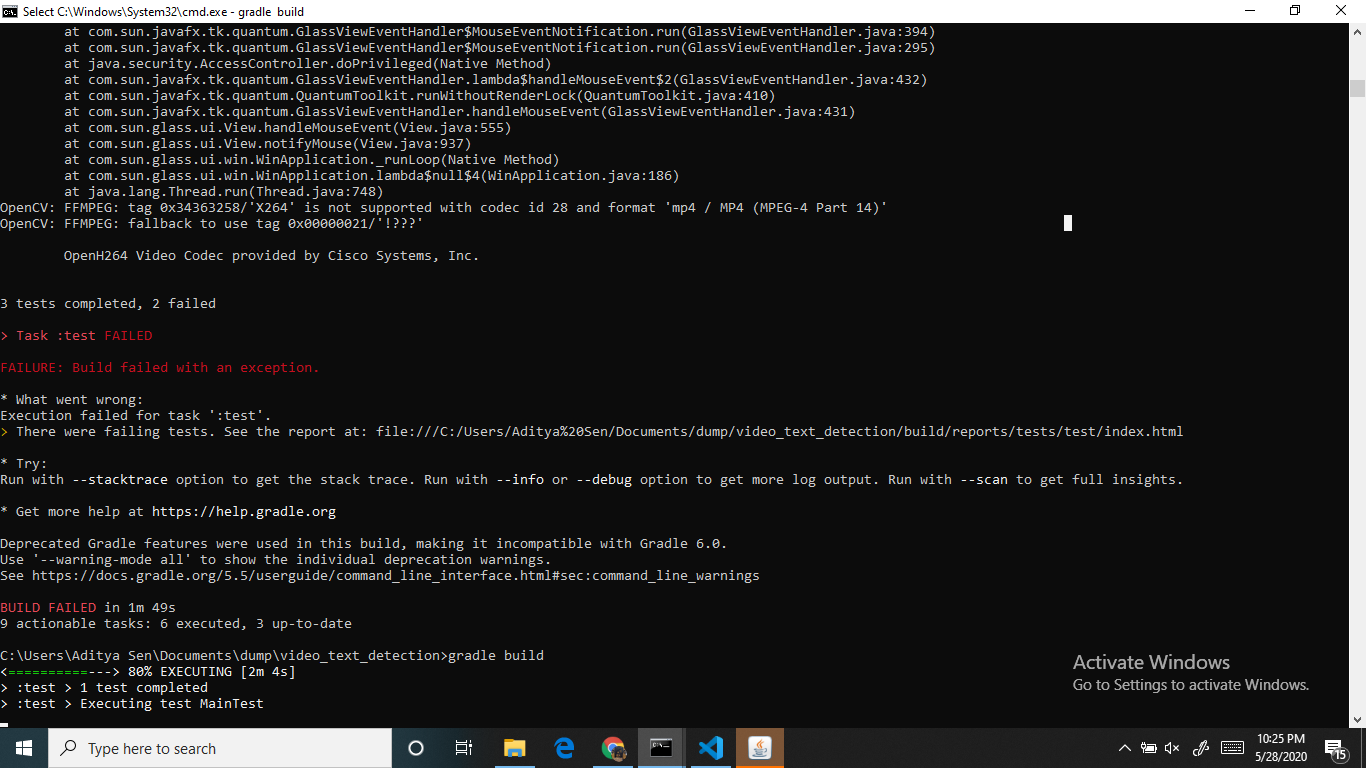 Select C:\Windows\System32\cmd.exe - gradle build
at com.sun.javafx.tk.quantum.GlassViewEventHandler$MouseEventNotification.run(GlassViewEventHandler.java:394)
at com.sun.javafx.tk.quantum.GlassViewEventHandler$MouseEventNotification.run(GlassViewEventHandler.java:295)
at java.security.AccessController.doPrivileged(Native Method)
at com.sun.javafx.tk.quantum.GlassViewEventHandler.lambda$handleMouseEvent$2(GlassViewEventHandler.java:432)
at com.sun.javafx.tk.quantum.QuantumToolkit.runWithoutRenderLock(QuantumToolkit.java:410)
at com.sun.javafx.tk.quantum.GlassViewEventHandler.handleMouseEvent(GlassViewEventHandler.java:431)
at com.sun.glass.ui.View.handleMouseEvent(View.java:555)
at com.sun.glass.ui.View.notifyMouse(View.java:937)
at com.sun.glass.ui.win.WinApplication._runLoop(Native Method)
at com.sun.glass.ui.win.WinApplication.lambda$null$4(WinApplication.java:186)
at java.lang.Thread.run(Thread.java:748)
OpenCV: FFMPEG: tag 0x34363258/'X264' is not supported with codec id 28 and format 'mp4 / MP4 (MPEG-4 Part 14)'
OpenCV: FFMPEG: fallback to use tag 0x00000021/'!???'
OpenH264 Video Codec provided by Cisco Systems, Inc.
3 tests completed, 2 failed
> Task :test FAILED
FAILURE: Build failed with an exception.
* What went wrong:
Execution failed for task ':test'.
> There were failing tests. See the report at: file:///C:/Users/Aditya%20Sen/Documents/dump/video_text_detection/build/reports/tests/test/index.html
* Try:
Run with --stacktrace option to get the stack trace. Run with --info or --debug option to get more log output. Run with --scan to get full insights.
* Get more help at https://help.gradle.org
Deprecated Gradle features were used in this build, making it incompatible with Gradle 6.0.
Use '--warning-mode all' to show the individual deprecation warnings.
See https://docs.gradle.org/5.5/userguide/command_line_interface.html#sec:command_line_warnings
BUILD FAILED in 1m 49s
9 actionable tasks: 6 executed, 3 up-to-date
C:\Users\Aditya Sen\Documents\dump\video_text_detection>gradle build
<==========---> 80% EXECUTING [2m 4s]
> :test > 1 test completed
> :test > Executing test MainTest
Activate Windows
Go to Settings to activate Windows.
Type here to search
10:25 PM
5/28/2020
15